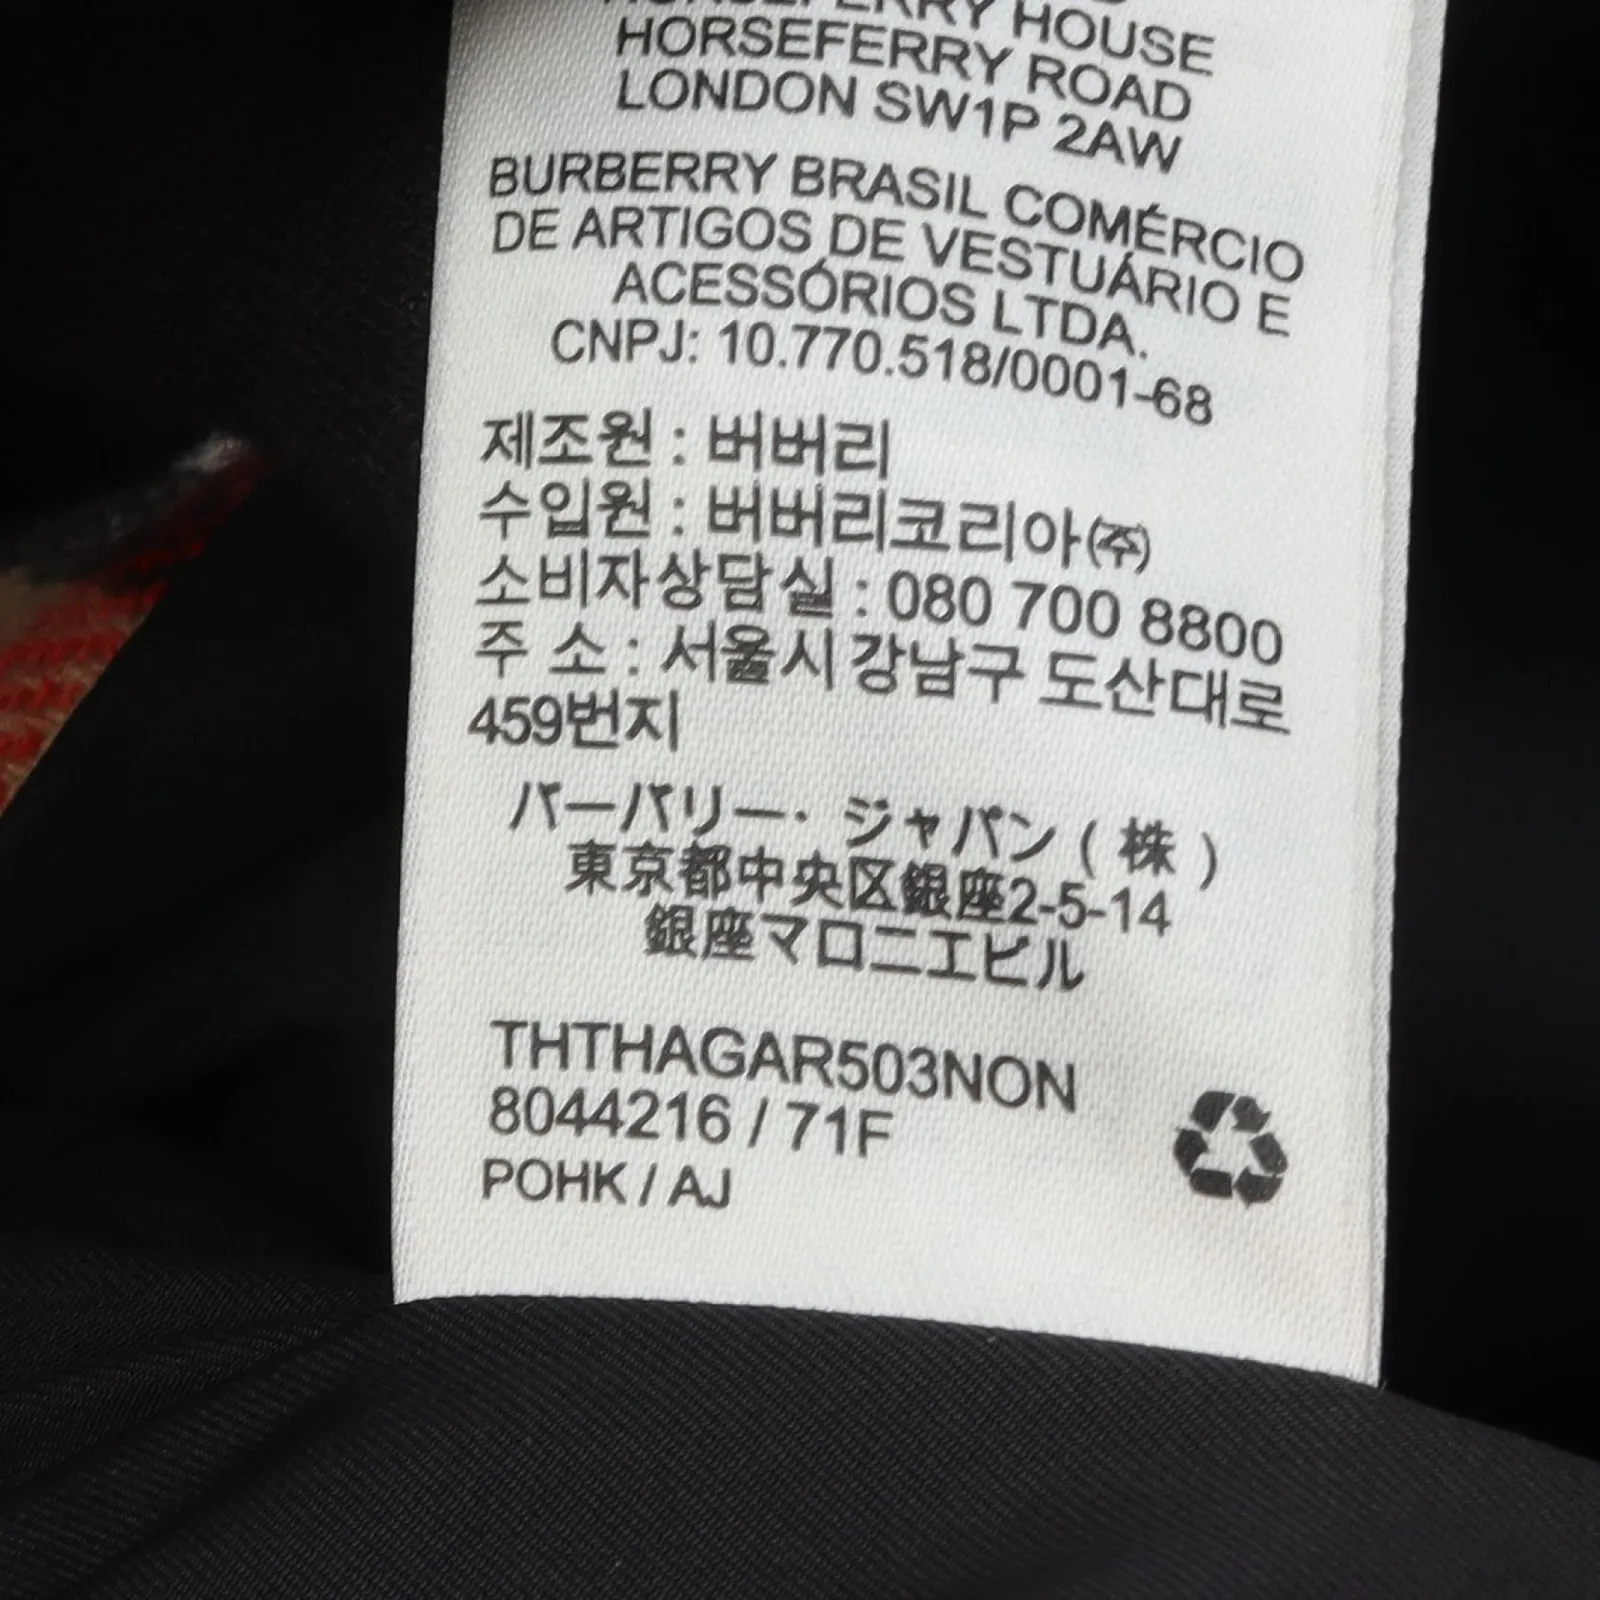 HORSEFERRY HOUSE
HORSEFERRY ROAD
LONDON SW1P 2AW
BURBERRY BRASIL COMÉRCIO
DE ARTIGOS DE VESTUÁRIO E
ACESSÓRIOS LTDA.
CNPJ: 10.770.518/0001-68
제조원 : 버버리
수입원 : 버버리코리아(주)
소비자상담실 : 080 700 8800
주 소 : 서울시 강남구 도산대로
459번지
バーバリー・ジャパン ( 株 )
東京都中央区銀座2-5-14
銀座マロニエビル
THTHAGAR503NON
8044216 / 71F
POHK / AJ